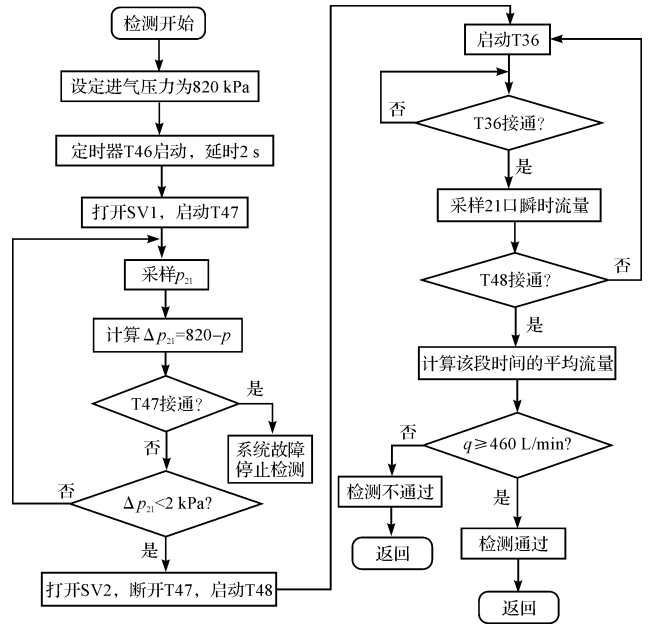 检测开始
设定进气压力为820 kPa
定时器T46启动，延时2 s
打开SV1，启动T47
采样p21
计算Δp21=820-p
T47接通？
是
否
系统故障
停止检测
Δp21<2 kPa？
否
是
打开SV2，断开T47，启动T48
启动T36
T36接通？
否
是
采样21口瞬时流量
T48接通？
否
是
计算该段时间的平均流量
q≥460 L/min？
否
是
检测不通过
返回
检测通过
返回